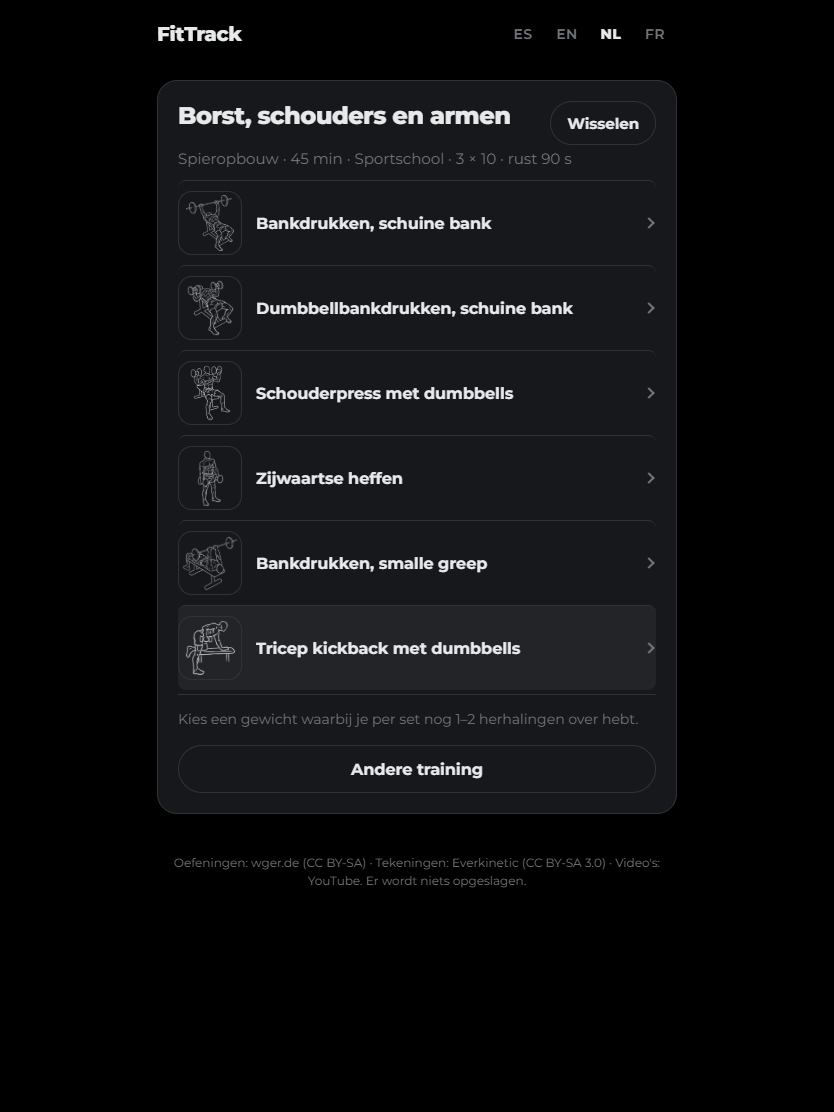 FitTrack
ES EN NL FR
Borst, schouders en armen
Wisselen
Spieropbouw · 45 min · Sportschool · 3 × 10 · rust 90 s
Bankdrukken, schuine bank
Dumbbellbankdrukken, schuine bank
Schouderpress met dumbbells
Zijwaartse heffen
Bankdrukken, smalle greep
Tricep kickback met dumbbells
Kies een gewicht waarbij je per set nog 1–2 herhalingen over hebt.
Andere training
Oefeningen: wger.de (CC BY-SA) · Tekeningen: Everkinetic (CC BY-SA 3.0) · Video's:
YouTube. Er wordt niets opgeslagen.